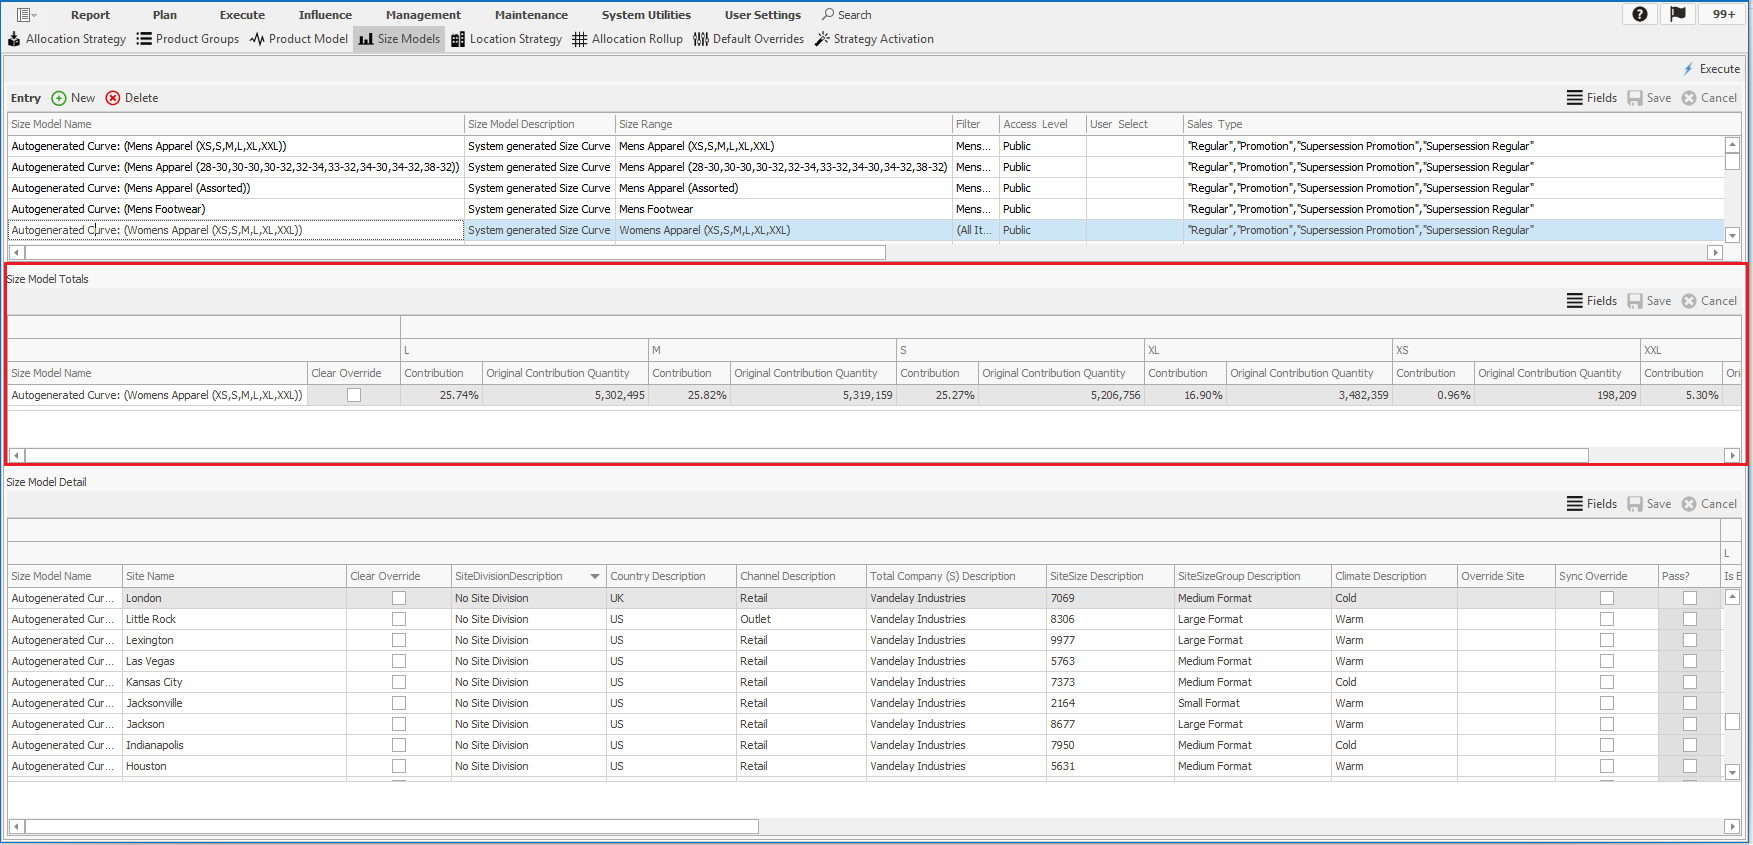 Report Plan Execute Influence Management Maintenance System Utilities User Settings Search 99+
Allocation Strategy Product Groups Product Model Size Models Location Strategy Allocation Rollup Default Overrides Strategy Activation
Execute
Entry New Delete Fields Save Cancel
Size Model Name Size Model Description Size Range Filter Access Level User Select Sales Type
Autogenerated Curve: (Mens Apparel (XS,S,M,L,XL,XXL)) System generated Size Curve Mens Apparel (XS,S,M,L,XL,XXL) Mens... Public "Regular","Promotion","Supersession Promotion","Supersession Regular"
Autogenerated Curve: (Mens Apparel (28-30,30-30,30-32,32-34,33-32,34-30,34-32,38-32)) System generated Size Curve Mens Apparel (28-30,30-30,30-32,32-34,33-32,34-30,34-32,38-32) Mens... Public "Regular","Promotion","Supersession Promotion","Supersession Regular"
Autogenerated Curve: (Mens Apparel (Assorted)) System generated Size Curve Mens Apparel (Assorted) Mens... Public "Regular","Promotion","Supersession Promotion","Supersession Regular"
Autogenerated Curve: (Mens Footwear) System generated Size Curve Mens Footwear Mens... Public "Regular","Promotion","Supersession Promotion","Supersession Regular"
Autogenerated Curve: (Womens Apparel (XS,S,M,L,XL,XXL)) System generated Size Curve Womens Apparel (XS,S,M,L,XL,XXL) (All It... Public "Regular","Promotion","Supersession Promotion","Supersession Regular"
Size Model Totals
Fields Save Cancel
L M S XL XS XXL
Size Model Name Clear Override Contribution Original Contribution Quantity Contribution Original Contribution Quantity Contribution Original Contribution Quantity Contribution Original Contribution Quantity Contribution Original Contribution Quantity Contribution Ori
Autogenerated Curve: (Womens Apparel (XS,S,M,L,XL,XXL)) 25.74% 5,302,495 25.82% 5,319,159 25.27% 5,206,756 16.90% 3,482,359 0.96% 198,209 5.30%
Size Model Detail
Fields Save Cancel
L
Size Model Name Site Name Clear Override SiteDivisionDescription Country Description Channel Description Total Company (S) Description SiteSize Description SiteSizeGroup Description Climate Description Override Site Sync Override Pass? Is E
Autogenerated Cur... London No Site Division UK Retail Vandelay Industries 7069 Medium Format Cold
Autogenerated Cur... Little Rock No Site Division US Outlet Vandelay Industries 8306 Large Format Warm
Autogenerated Cur... Lexington No Site Division US Retail Vandelay Industries 9977 Large Format Warm
Autogenerated Cur... Las Vegas No Site Division US Retail Vandelay Industries 5763 Medium Format Warm
Autogenerated Cur... Kansas City No Site Division US Retail Vandelay Industries 7373 Medium Format Cold
Autogenerated Cur... Jacksonville No Site Division US Retail Vandelay Industries 2164 Small Format Warm
Autogenerated Cur... Jackson No Site Division US Retail Vandelay Industries 8677 Large Format Warm
Autogenerated Cur... Indianapolis No Site Division US Retail Vandelay Industries 7950 Medium Format Cold
Autogenerated Cur... Houston No Site Division US Retail Vandelay Industries 5631 Medium Format Warm